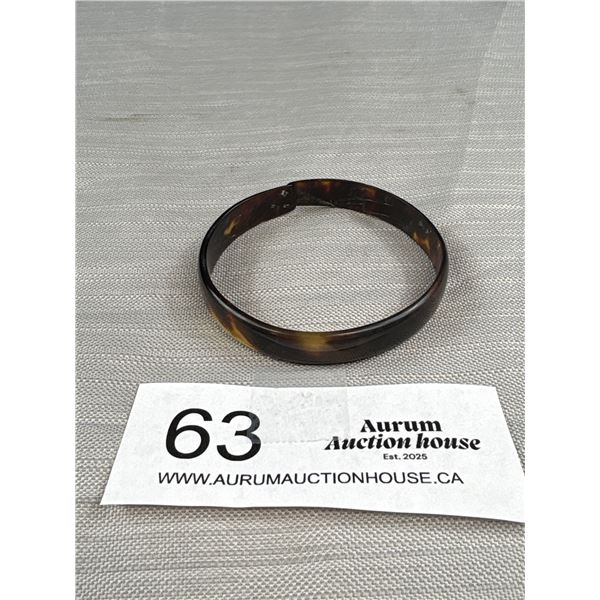 63
Aurum
Auction house
Est. 2025
WWW.AURUMAUCTIONHOUSE.CA